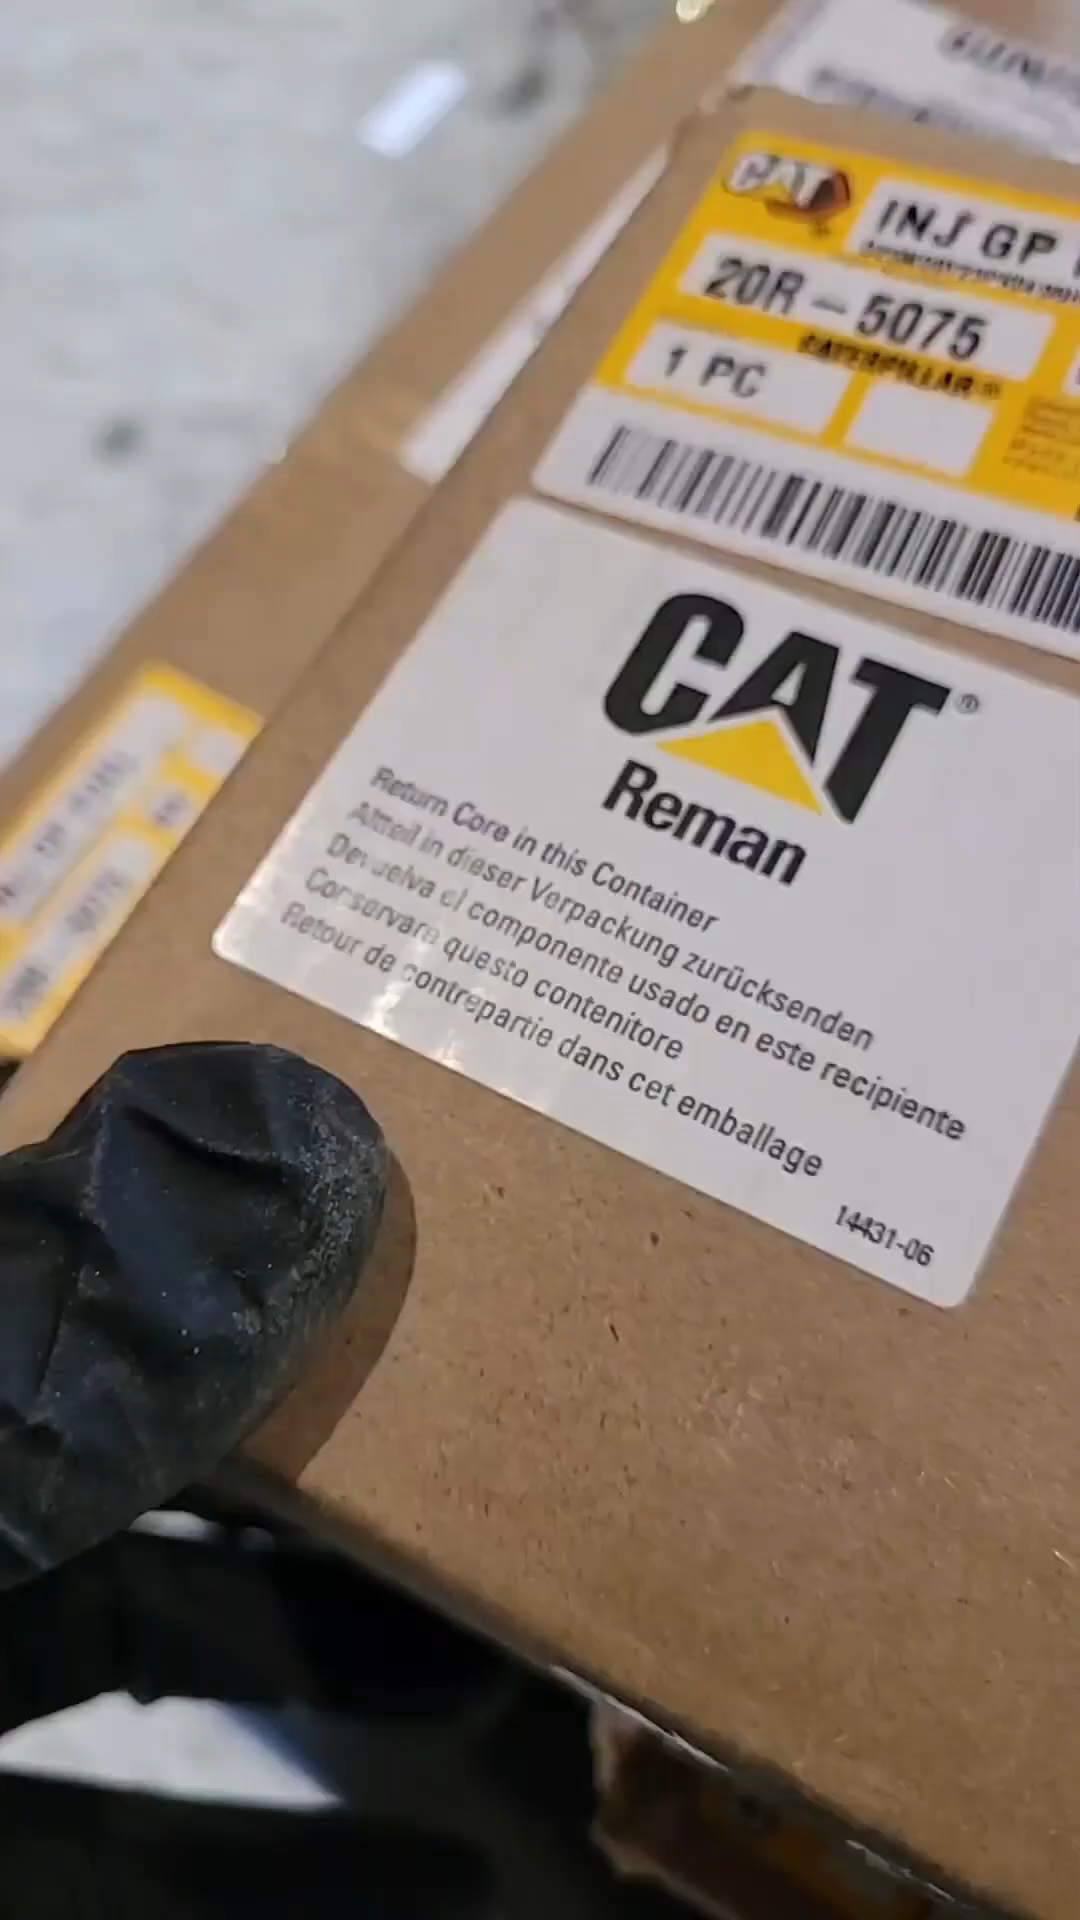 CAT
INJ GP
20R-5075
CATERPILLAR®
1 PC
CAT®
Reman
Return Core in this Container
Altteil in dieser Verpackung zurücksenden
Devuelva el componente usado en este recipiente
Conservare questo contenitore
Retour de contrepartie dans cet emballage
14431-06